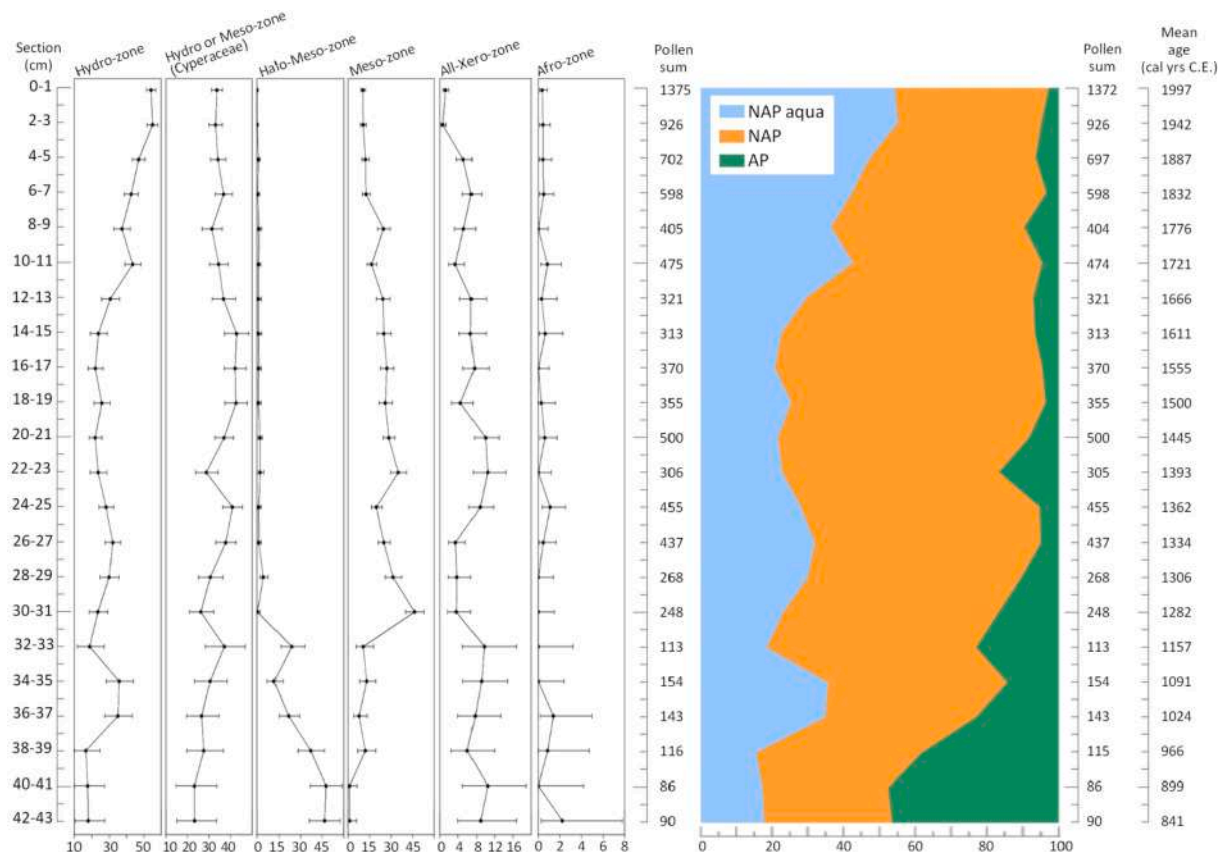 Section (cm) Hydro-zone Hydro or Meso-zone (Cyperaceae) Halo-Meso-zone Meso-zone All-Xero-zone Afro-zone Pollen sum Pollen sum Mean age (cal yrs C.E.)
NAP aqua
NAP
AP
0-1 1375 1372 1997
2-3 926 926 1942
4-5 702 697 1887
6-7 598 598 1832
8-9 405 404 1776
10-11 475 474 1721
12-13 321 321 1666
14-15 313 313 1611
16-17 370 370 1555
18-19 355 355 1500
20-21 500 500 1445
22-23 306 305 1393
24-25 455 455 1362
26-27 437 437 1334
28-29 268 268 1306
30-31 248 248 1282
32-33 113 113 1157
34-35 154 154 1091
36-37 143 143 1024
38-39 116 115 966
40-41 86 86 899
42-43 90 90 841
10 30 50 10 20 30 40 0 15 30 45 0 15 30 45 0 4 8 12 16 0 2 4 6 8 0 20 40 60 80 100